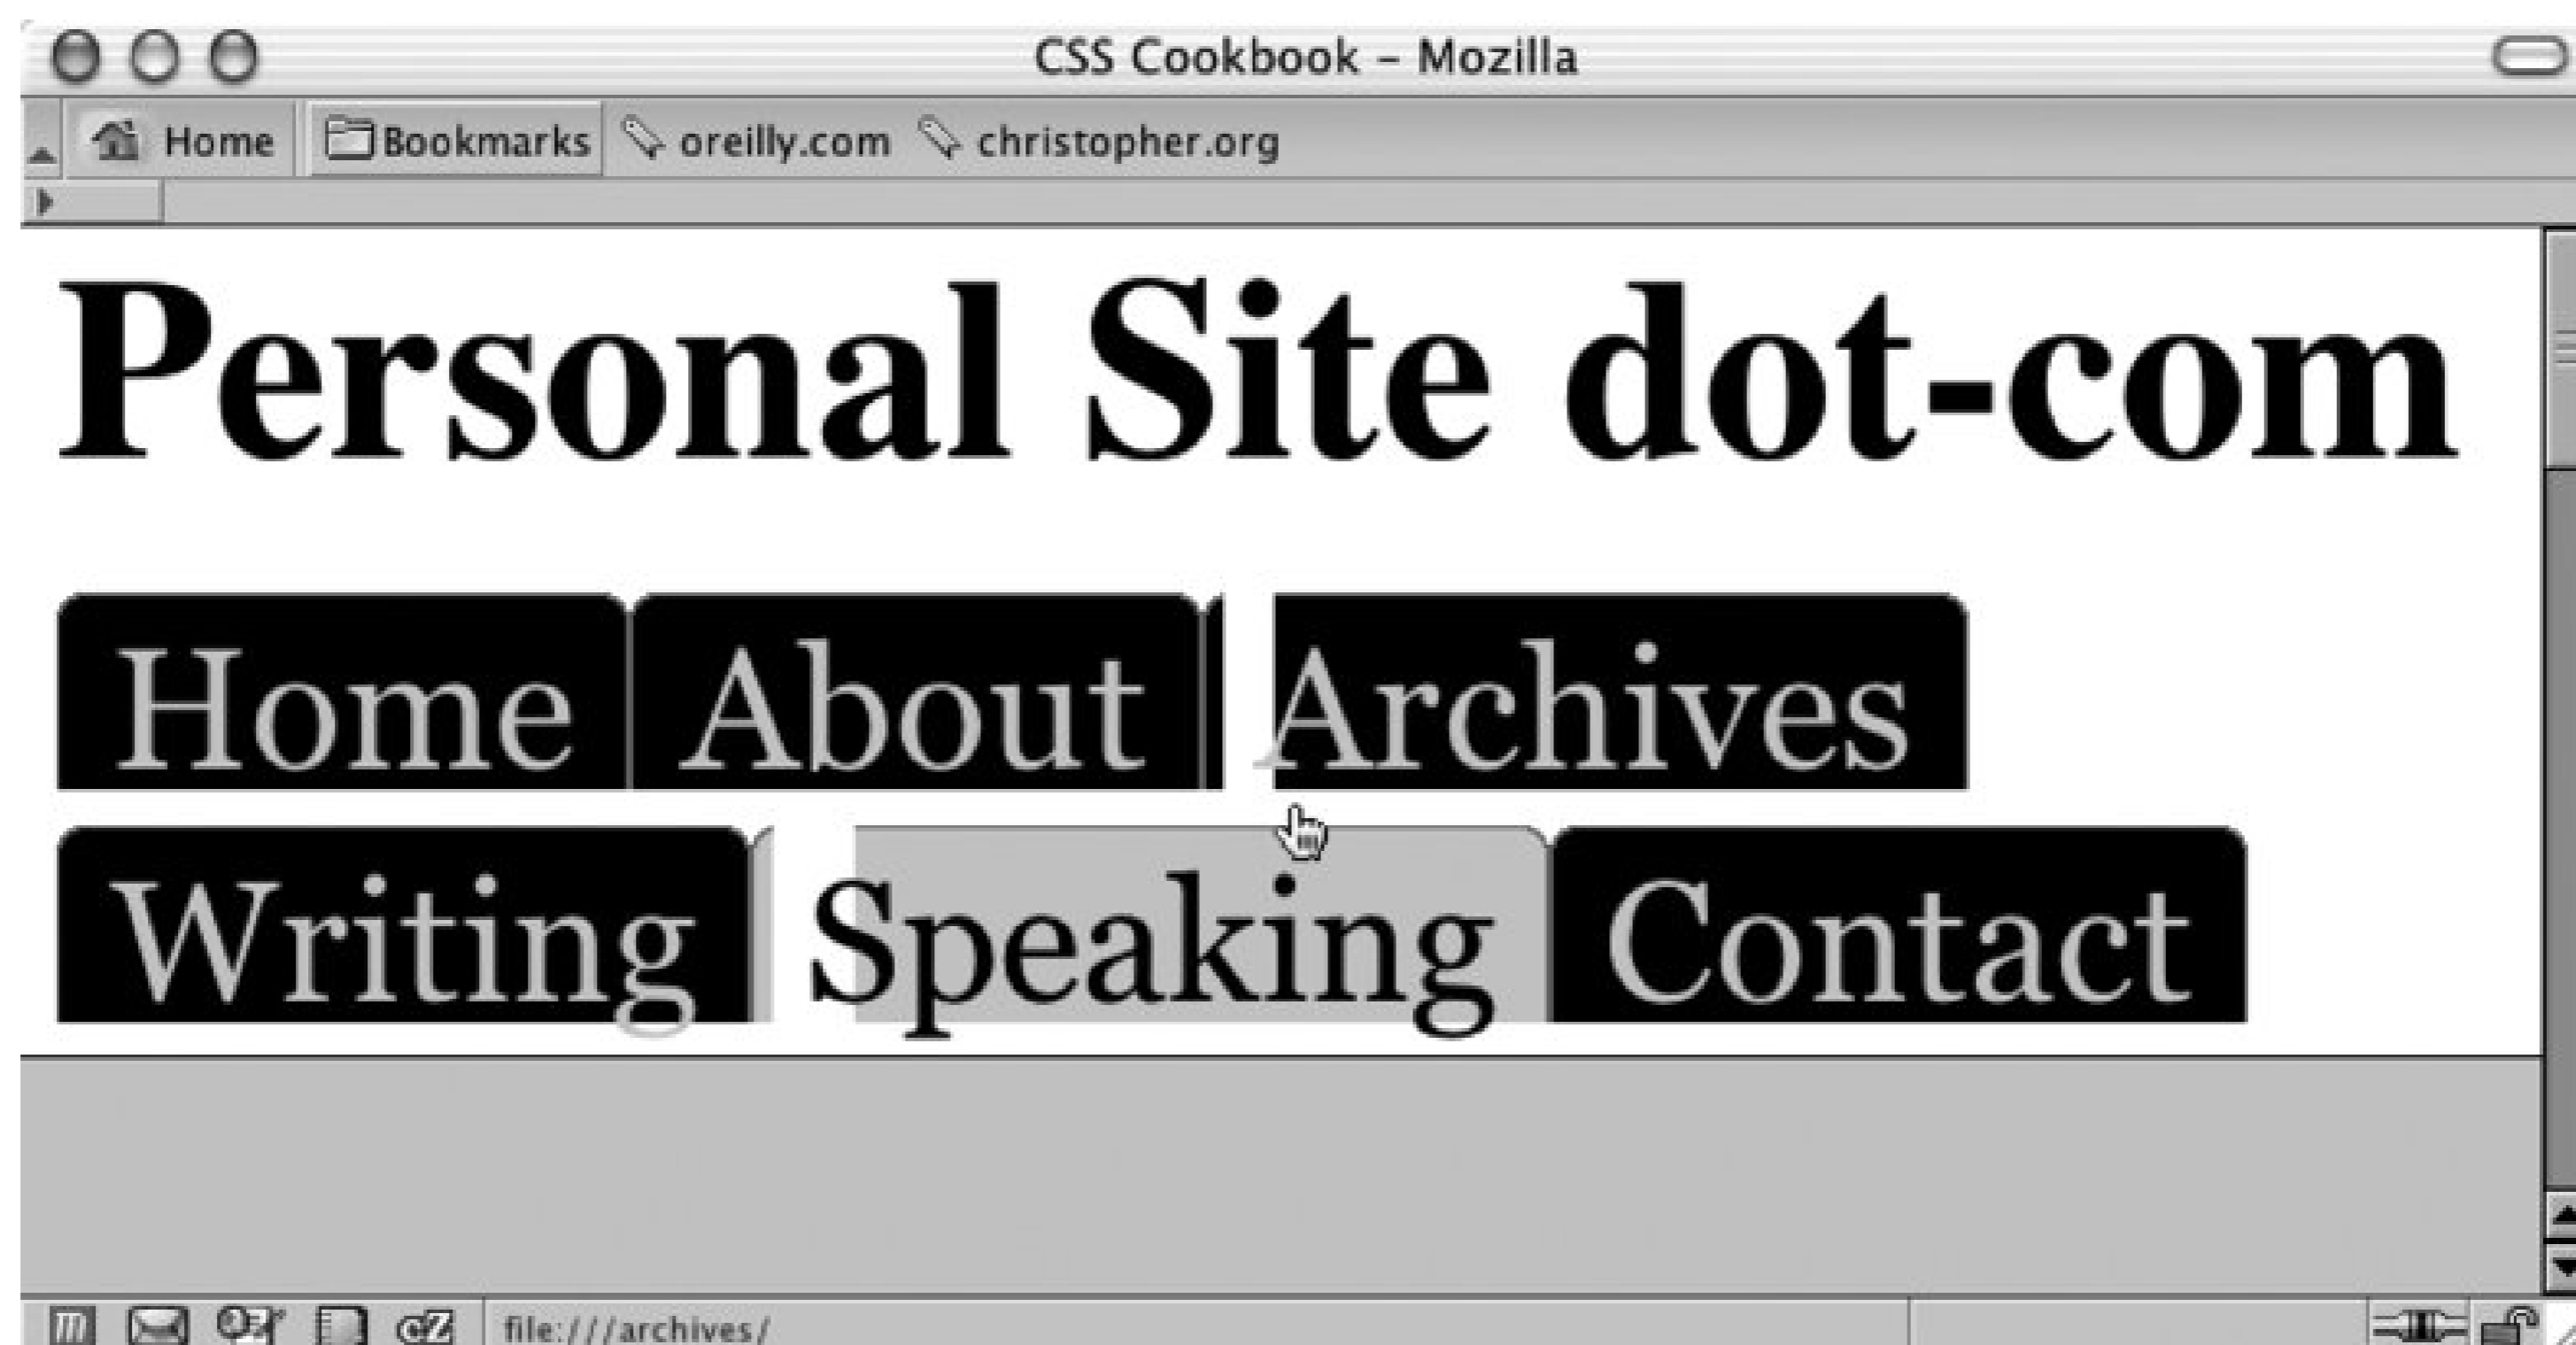 CSS Cookbook – Mozilla
Home Bookmarks oreilly.com christopher.org
Personal Site dot-com
Home About Archives
Writing Speaking Contact
m cZ file:///archives/